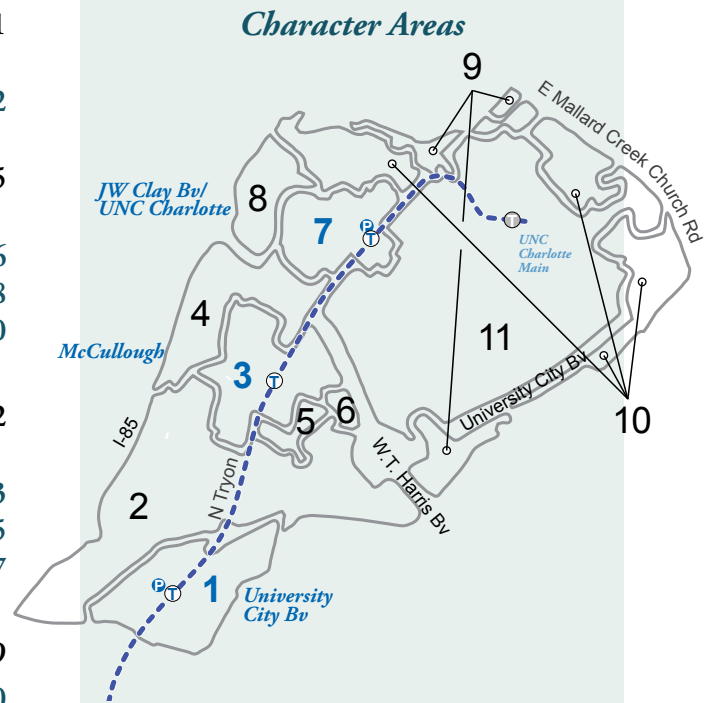 Character Areas
9
E Mallard Creek Church Rd
JW Clay Bv/
UNC Charlotte
8
7
P
T
T
UNC
Charlotte
Main
4
McCullough
3
T
11
5
6
University City Bv
10
I-85
W.T. Harris Bv
N Tryon
2
P
T
1
University
City Bv